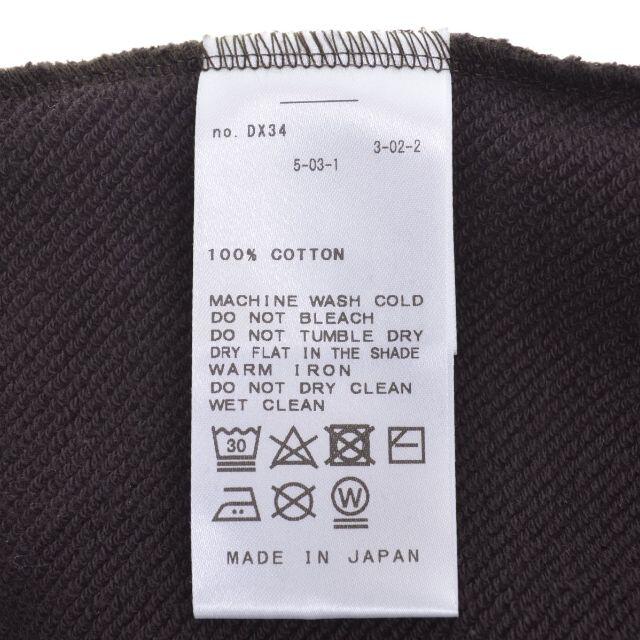 no. DX34
3-02-2
5-03-1
100% COTTON
MACHINE WASH COLD
DO NOT BLEACH
DO NOT TUMBLE DRY
DRY FLAT IN THE SHADE
WARM IRON
DO NOT DRY CLEAN
WET CLEAN
30
W
MADE IN JAPAN